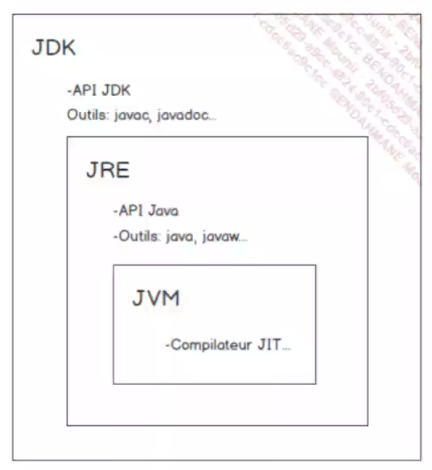 JDK
-API JDK
Outils: javac, javadoc...
JRE
-API Java
-Outils: java, javaw...
JVM
-Compilateur JIT...